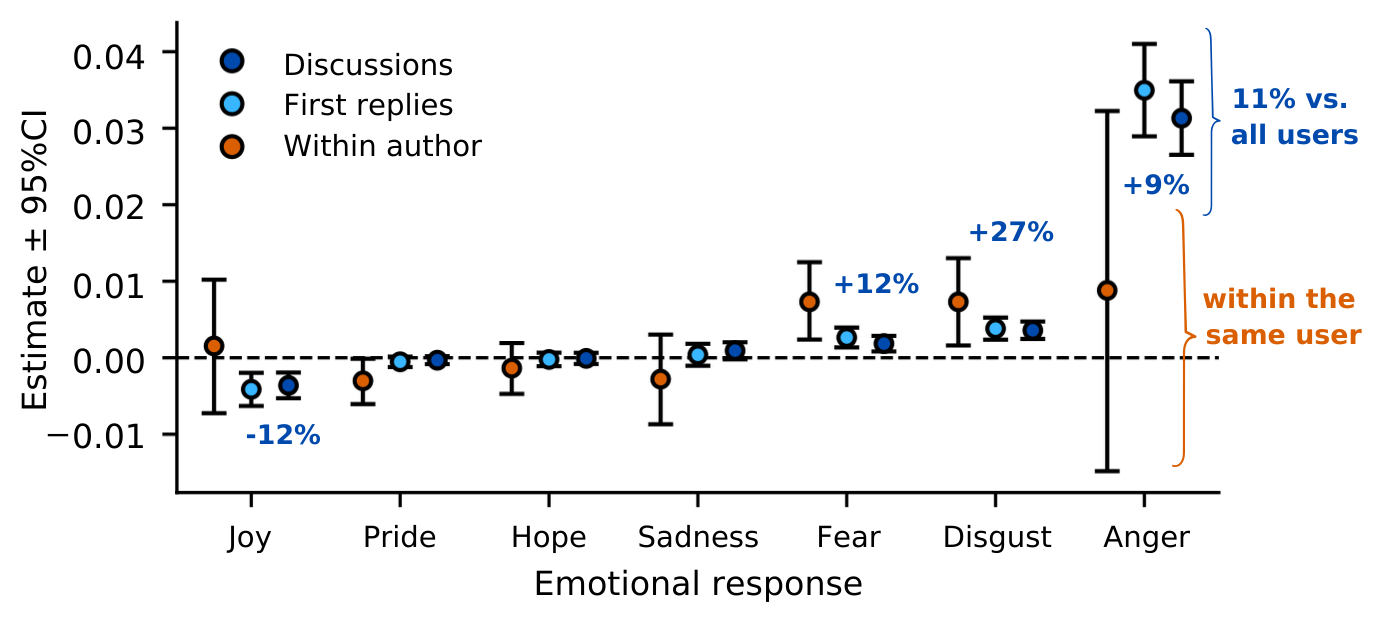 Estimate ± 95%CI
0.04
0.03
0.02
0.01
0.00
−0.01
Discussions
First replies
Within author
-12%
+12%
+27%
+9%
11% vs.
all users
within the
same user
Joy
Pride
Hope
Sadness
Fear
Disgust
Anger
Emotional response